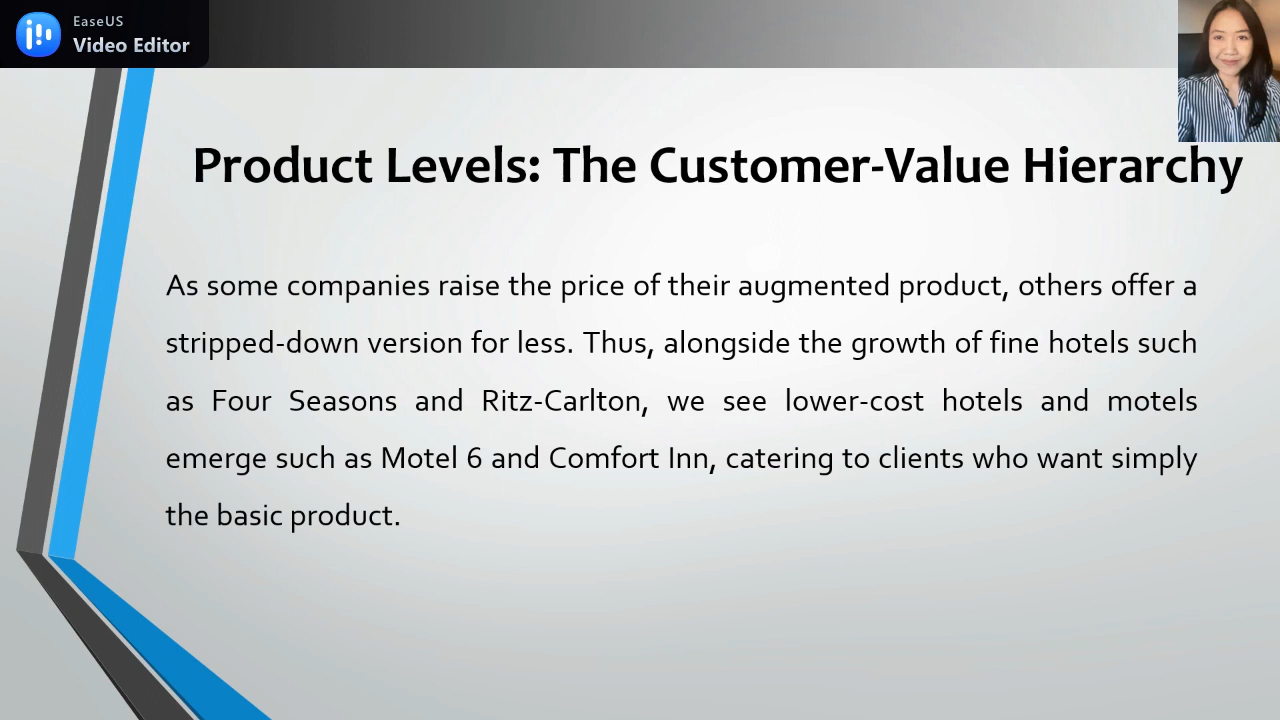 EaseUS
Video Editor
Product Levels: The Customer-Value Hierarchy
As some companies raise the price of their augmented product, others offer a
stripped-down version for less. Thus, alongside the growth of fine hotels such
as Four Seasons and Ritz-Carlton, we see lower-cost hotels and motels
emerge such as Motel 6 and Comfort Inn, catering to clients who want simply
the basic product.